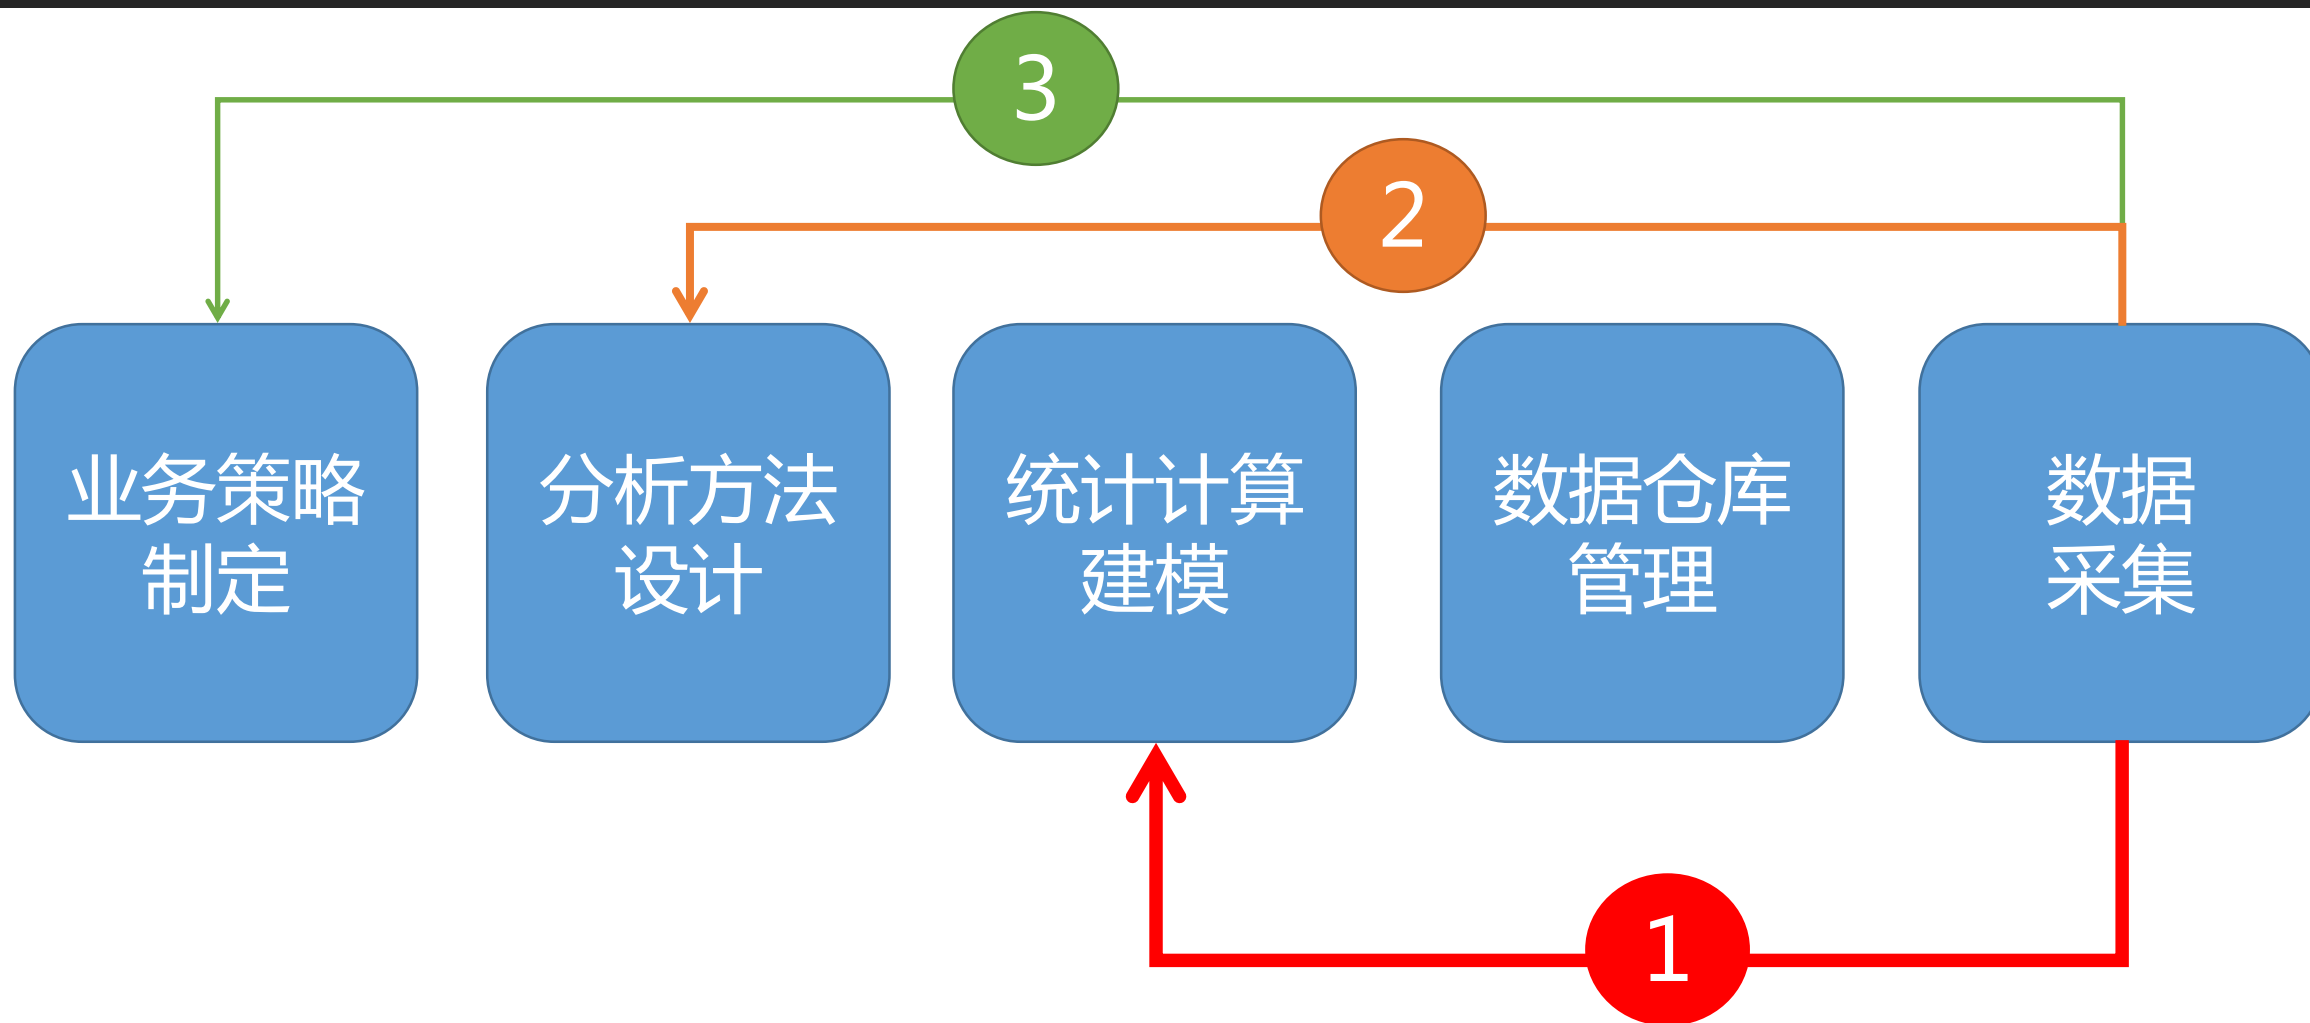 3
2
业务策略
制定
分析方法
设计
统计计算
建模
数据仓库
管理
数据
采集
1